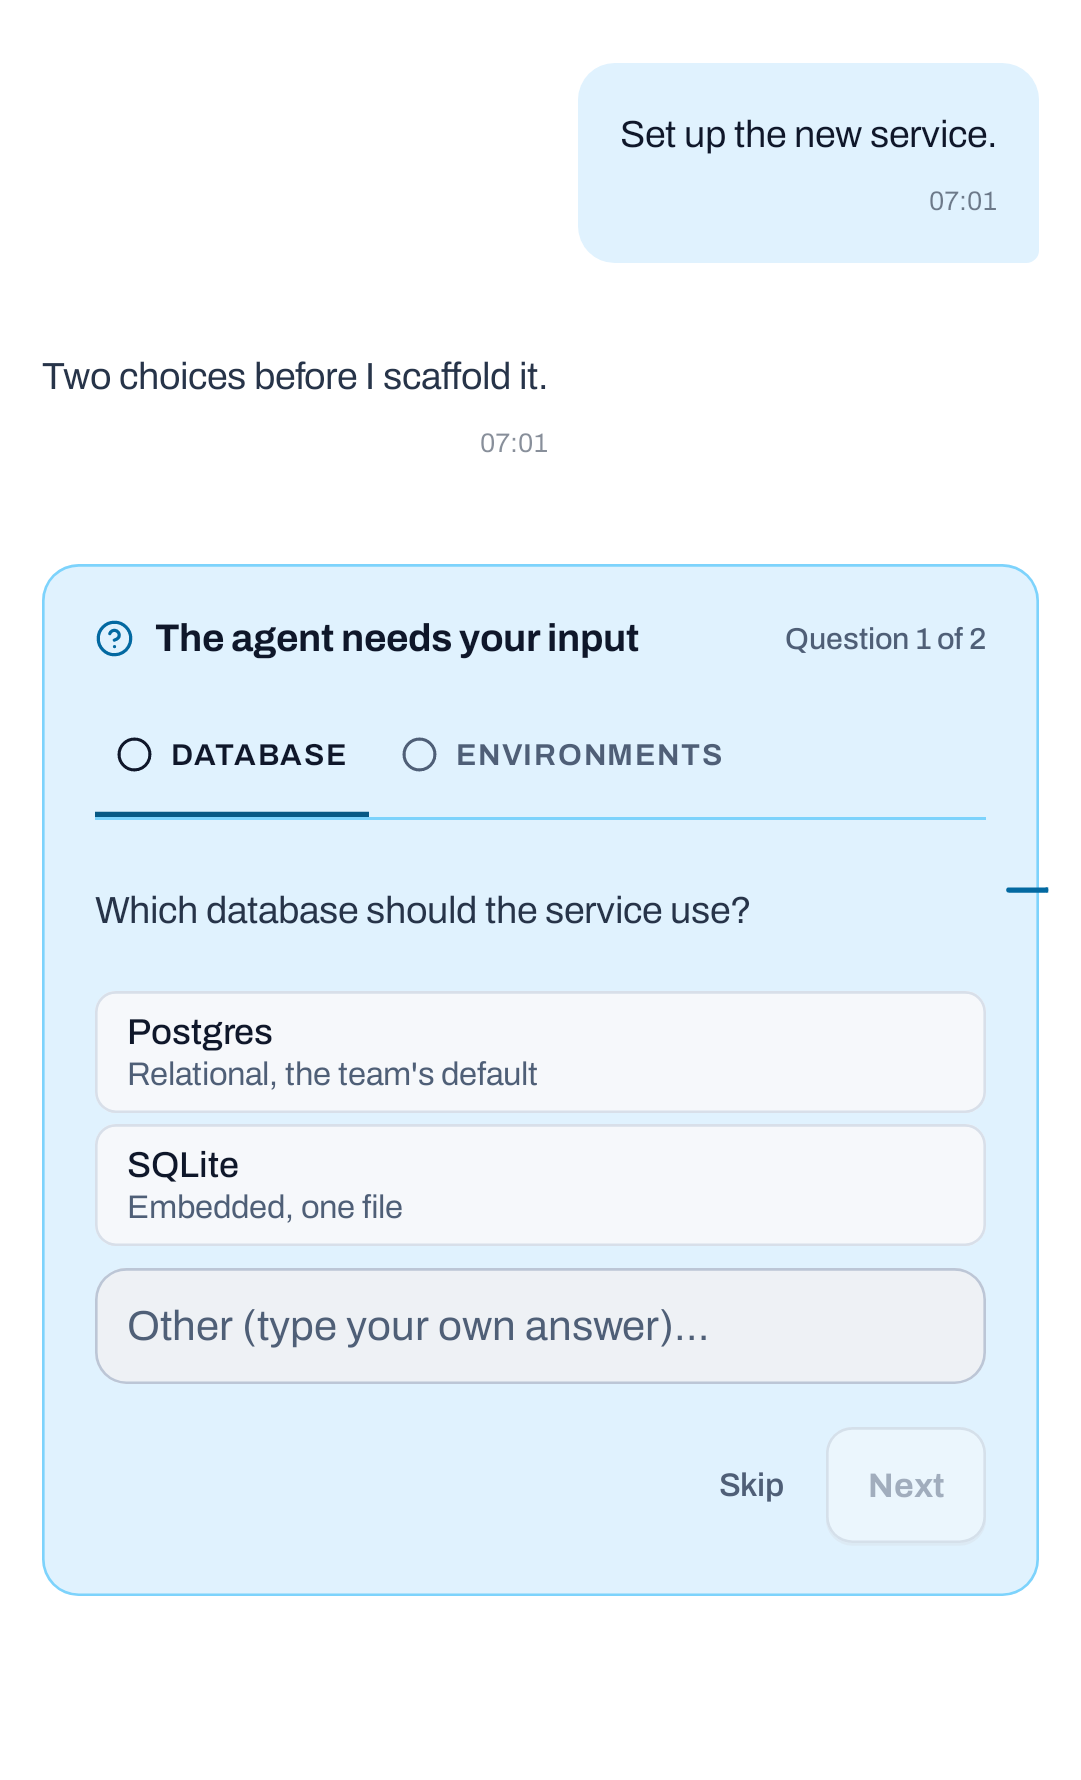 Set up the new service.
07:01
Two choices before I scaffold it.
07:01
The agent needs your input
Question 1 of 2
DATABASE
ENVIRONMENTS
Which database should the service use?
Postgres
Relational, the team's default
SQLite
Embedded, one file
Other (type your own answer)...
Skip
Next